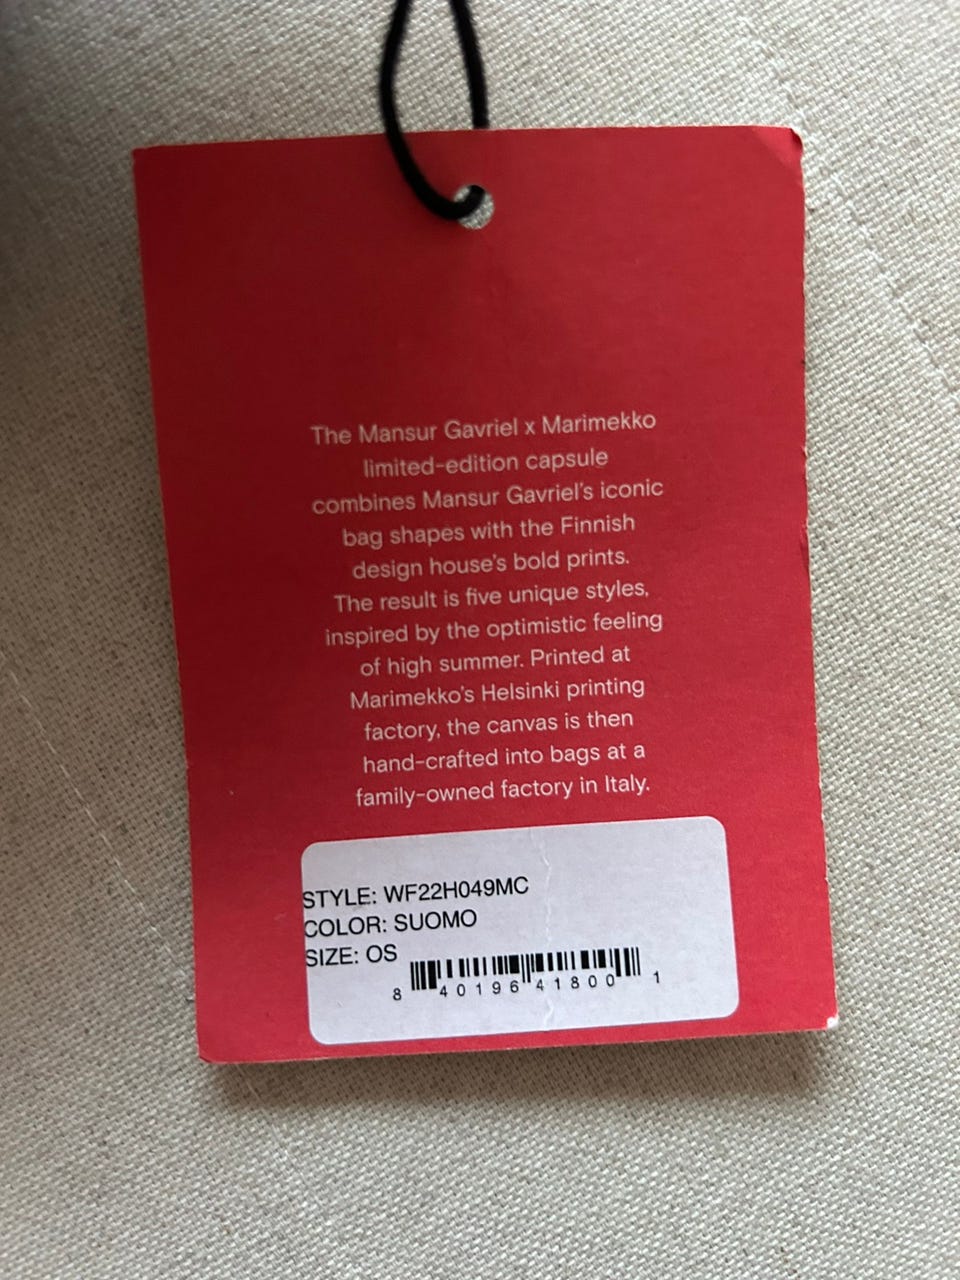 The Mansur Gavriel x Marimekko
limited-edition capsule
combines Mansur Gavriel's iconic
bag shapes with the Finnish
design house's bold prints.
The result is five unique styles,
inspired by the optimistic feeling
of high summer. Printed at
Marimekko's Helsinki printing
factory, the canvas is then
hand-crafted into bags at a
family-owned factory in Italy.
STYLE: WF22H049MC
COLOR: SUOMO
SIZE: OS
8 40196 41800 1